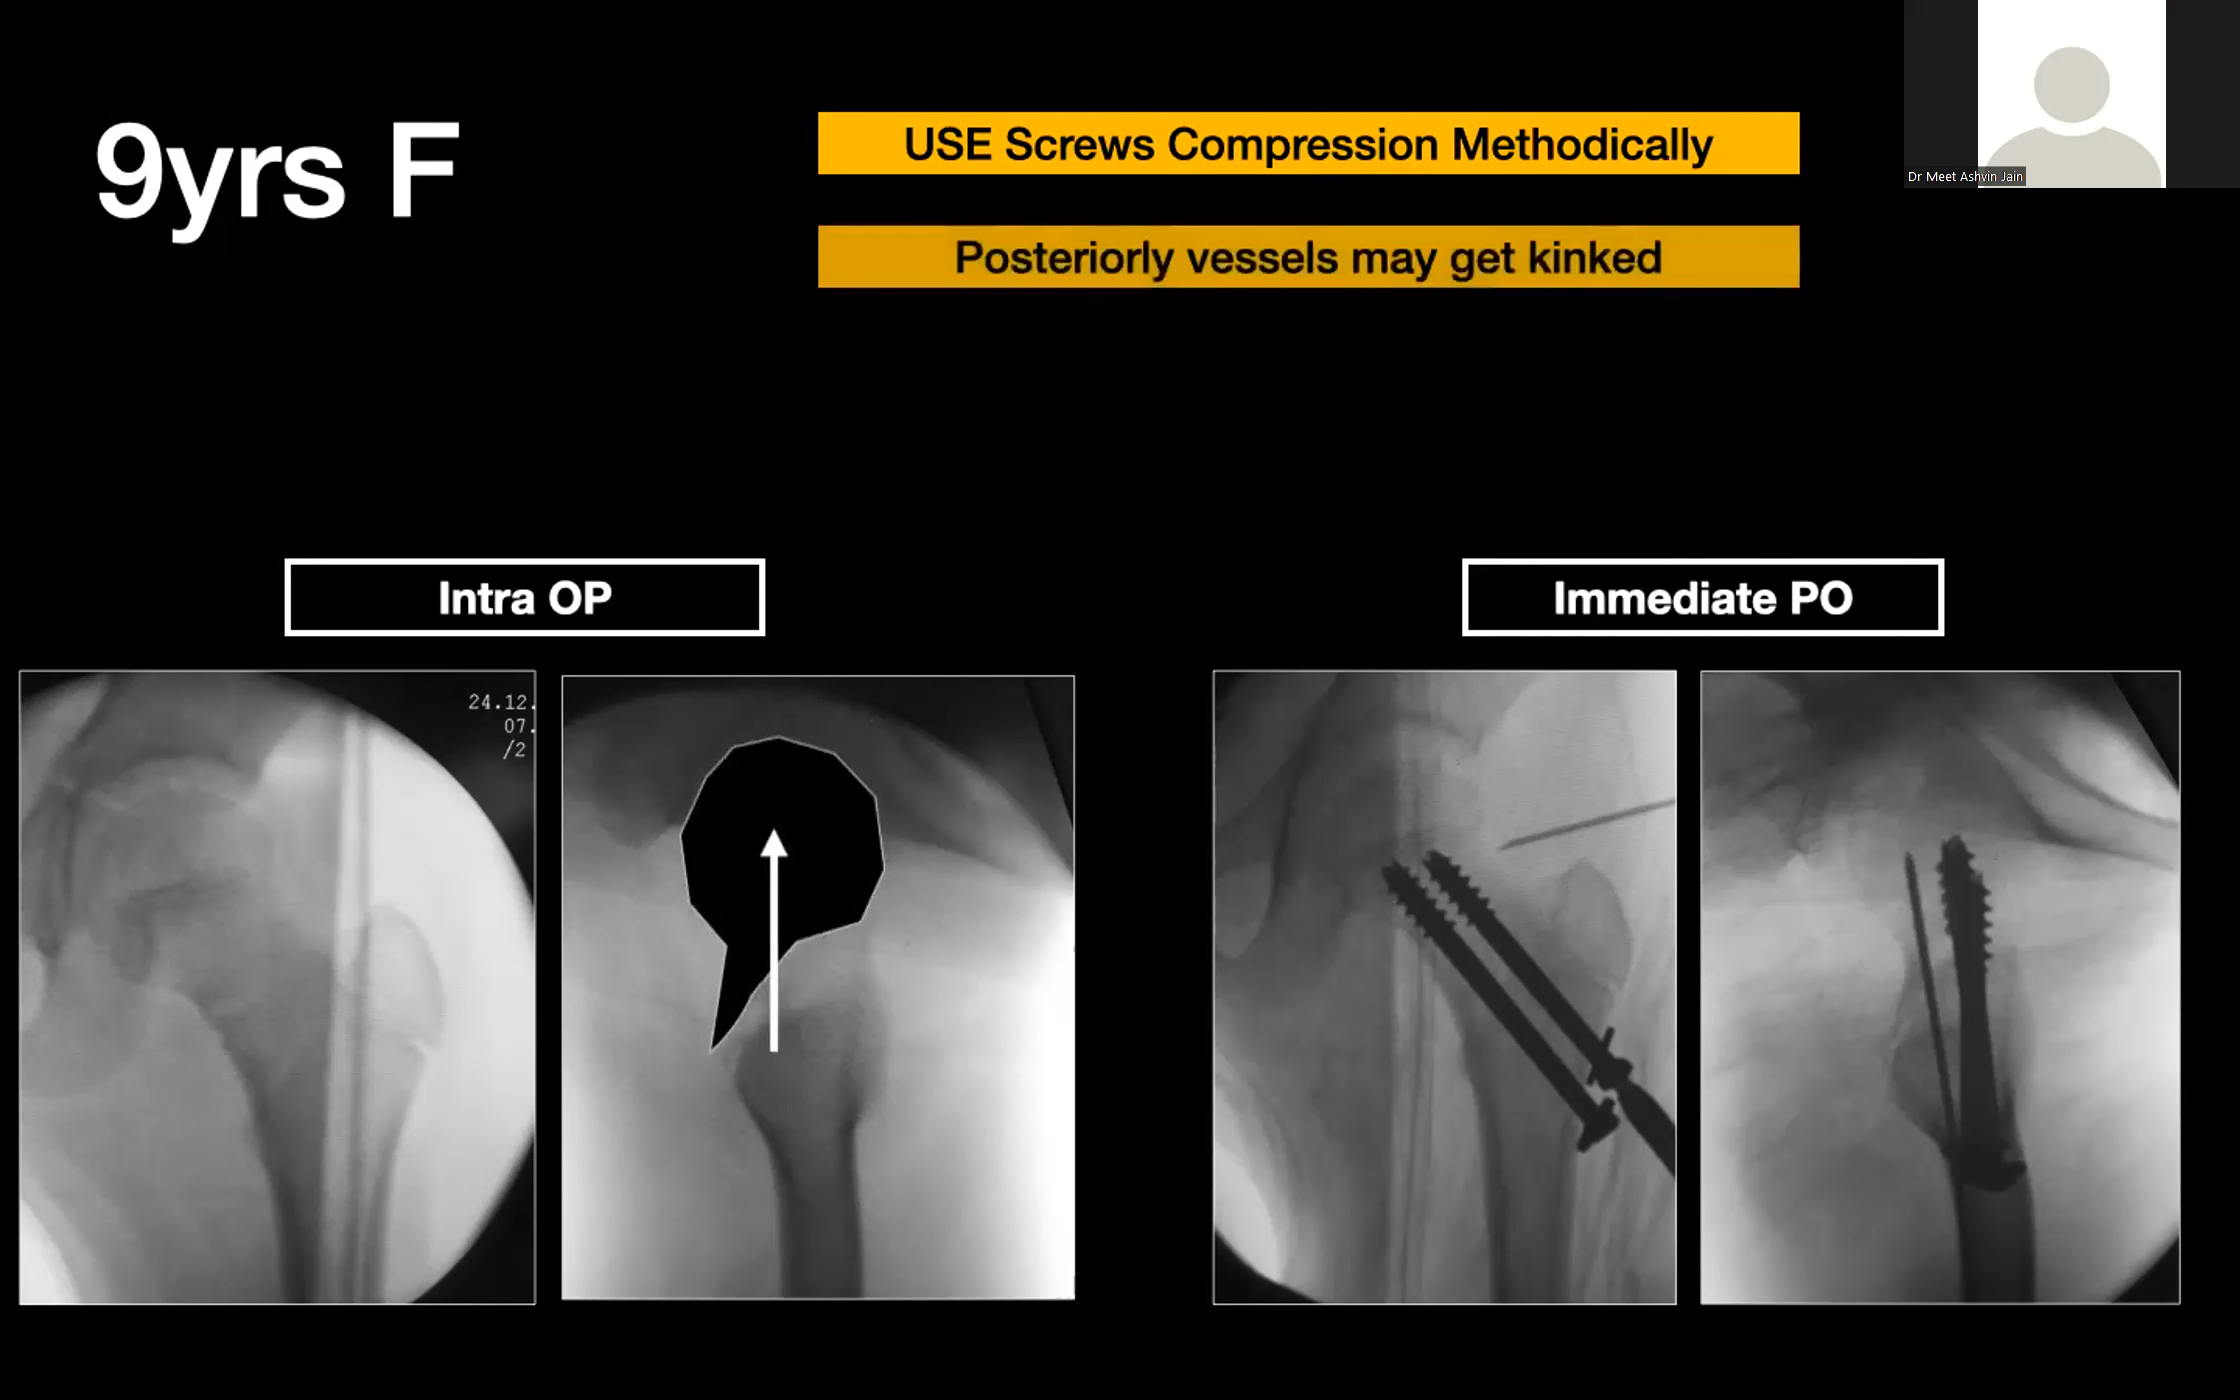 9yrs F
USE Screws Compression Methodically
Posteriorly vessels may get kinked
Dr Meet Ashvin Jain
Intra OP
Immediate PO
24.12.
07.
/2